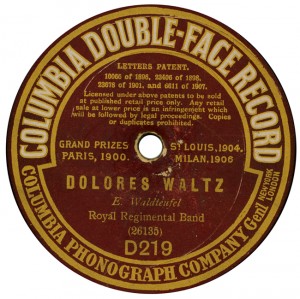 COLUMBIA DOUBLE-FACE RECORD
LETTERS PATENT.
10066 of 1898, 23406 of 1898,
23678 of 1901, and 6611 of 1907.
Licensed under above patents to be sold
at published retail price only. Any retail
sale at lower price is an infringement which
will be followed by legal proceedings. Copies
or duplicates prohibited.
GRAND PRIZES ST LOUIS, 1904.
PARIS, 1900. MILAN, 1906
DOLORES WALTZ
E. Waldteufel
Royal Regimental Band
(26135)
D219
COLUMBIA PHONOGRAPH COMPANY Genl
NEW YORK
LONDON